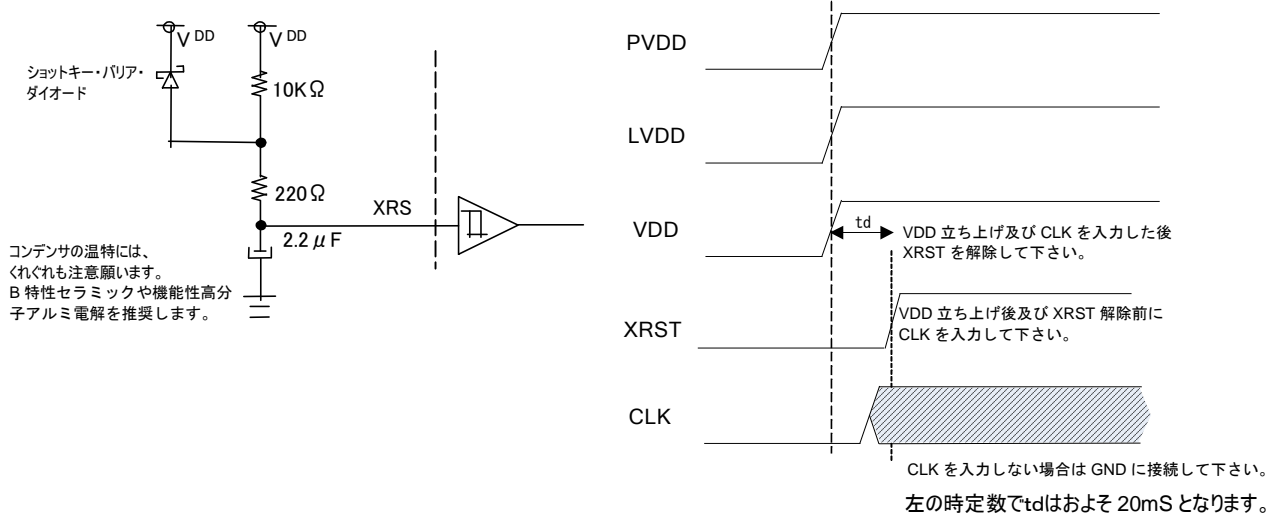 VDD
VDD
ショットキー・バリア・
ダイオード
10KΩ
220Ω
XRS
2.2μF
コンデンサの温特には、
くれぐれも注意願います。
B 特性セラミックや機能性高分
子アルミ電解を推奨します。
PVDD
LVDD
VDD
td
VDD 立ち上げ及び CLK を入力した後
XRST を解除して下さい。
XRST
VDD 立ち上げ後及び XRST 解除前に
CLK を入力して下さい。
CLK
CLK を入力しない場合は GND に接続して下さい。
左の時定数でtdはおよそ 20mS となります。